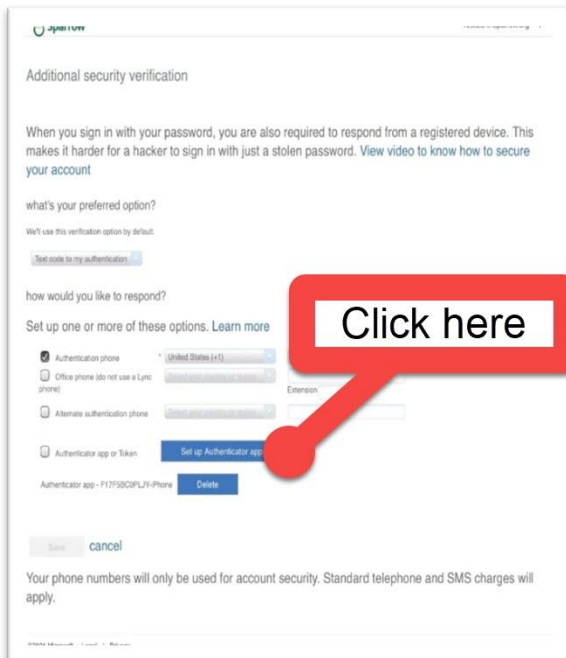 Sparrow
Additional security verification
When you sign in with your password, you are also required to respond from a registered device. This
makes it harder for a hacker to sign in with just a stolen password. View video to know how to secure
your account
what's your preferred option?
We'll use this verification option by default.
Text code to my authentication
how would you like to respond?
Set up one or more of these options. Learn more
Click here
Authentication phone * United States (+1)
Office phone (do not use a Lync
phone)
Extension
Alternate authentication phone
Authenticator app or Token Set up Authenticator app
Authenticator app - F17F5BC0PLJY-Phone Delete
Save cancel
Your phone numbers will only be used for account security. Standard telephone and SMS charges will
apply.